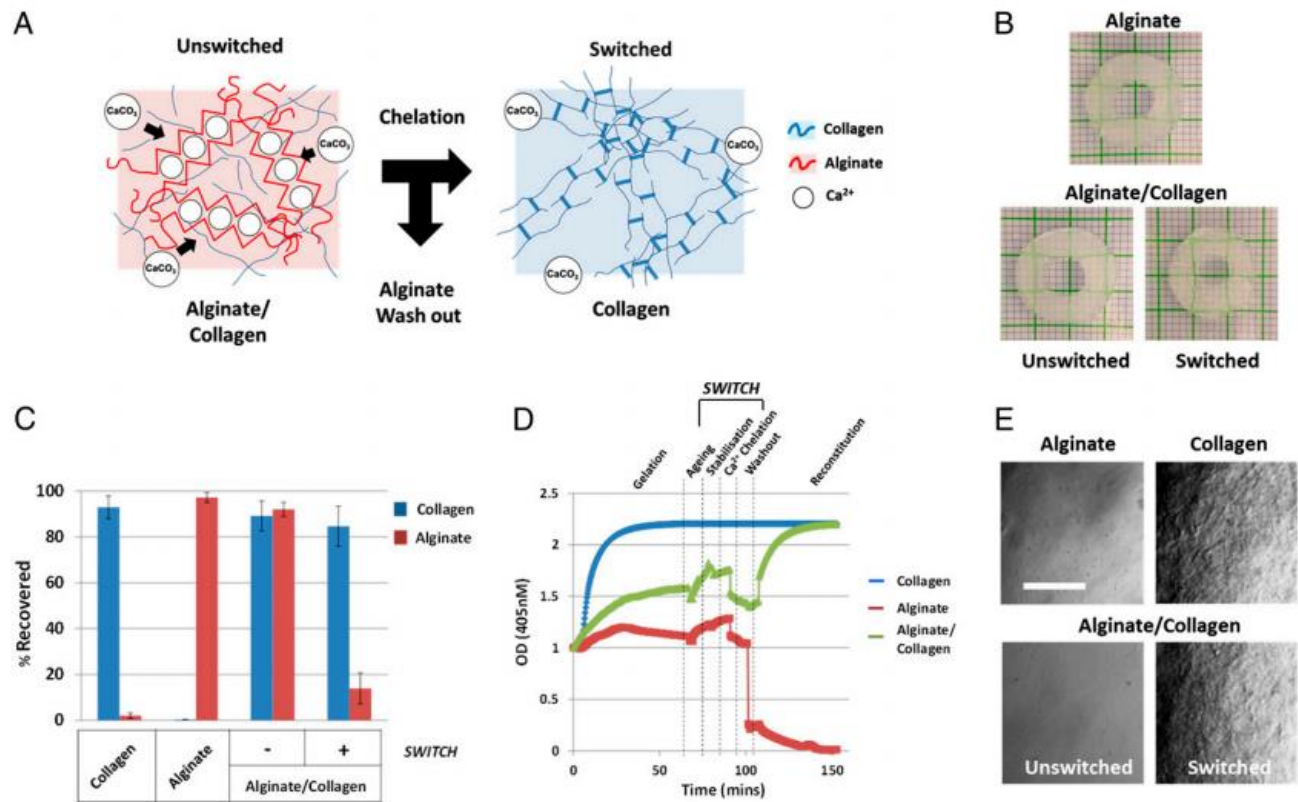 A
Unswitched
CaCO₃
CaCO₃
CaCO₃
Alginate/
Collagen
Chelation
Alginate
Wash out
Switched
CaCO₃
CaCO₃
CaCO₃
Collagen
Collagen
Alginate
Ca²⁺
B
Alginate
Alginate/Collagen
Unswitched
Switched
C
% Recovered
100
80
60
40
20
0
Collagen
Alginate
Collagen
Alginate
-
+
SWITCH
Alginate/Collagen
D
SWITCH
Gelation
Ageing
Stabilisation
Ca²⁺ Chelation
Washout
Reconstitution
OD (405nM)
2.5
2
1.5
1
0.5
0
0
50
100
150
Time (mins)
Collagen
Alginate
Alginate/
Collagen
E
Alginate
Collagen
Alginate/Collagen
Unswitched
Switched